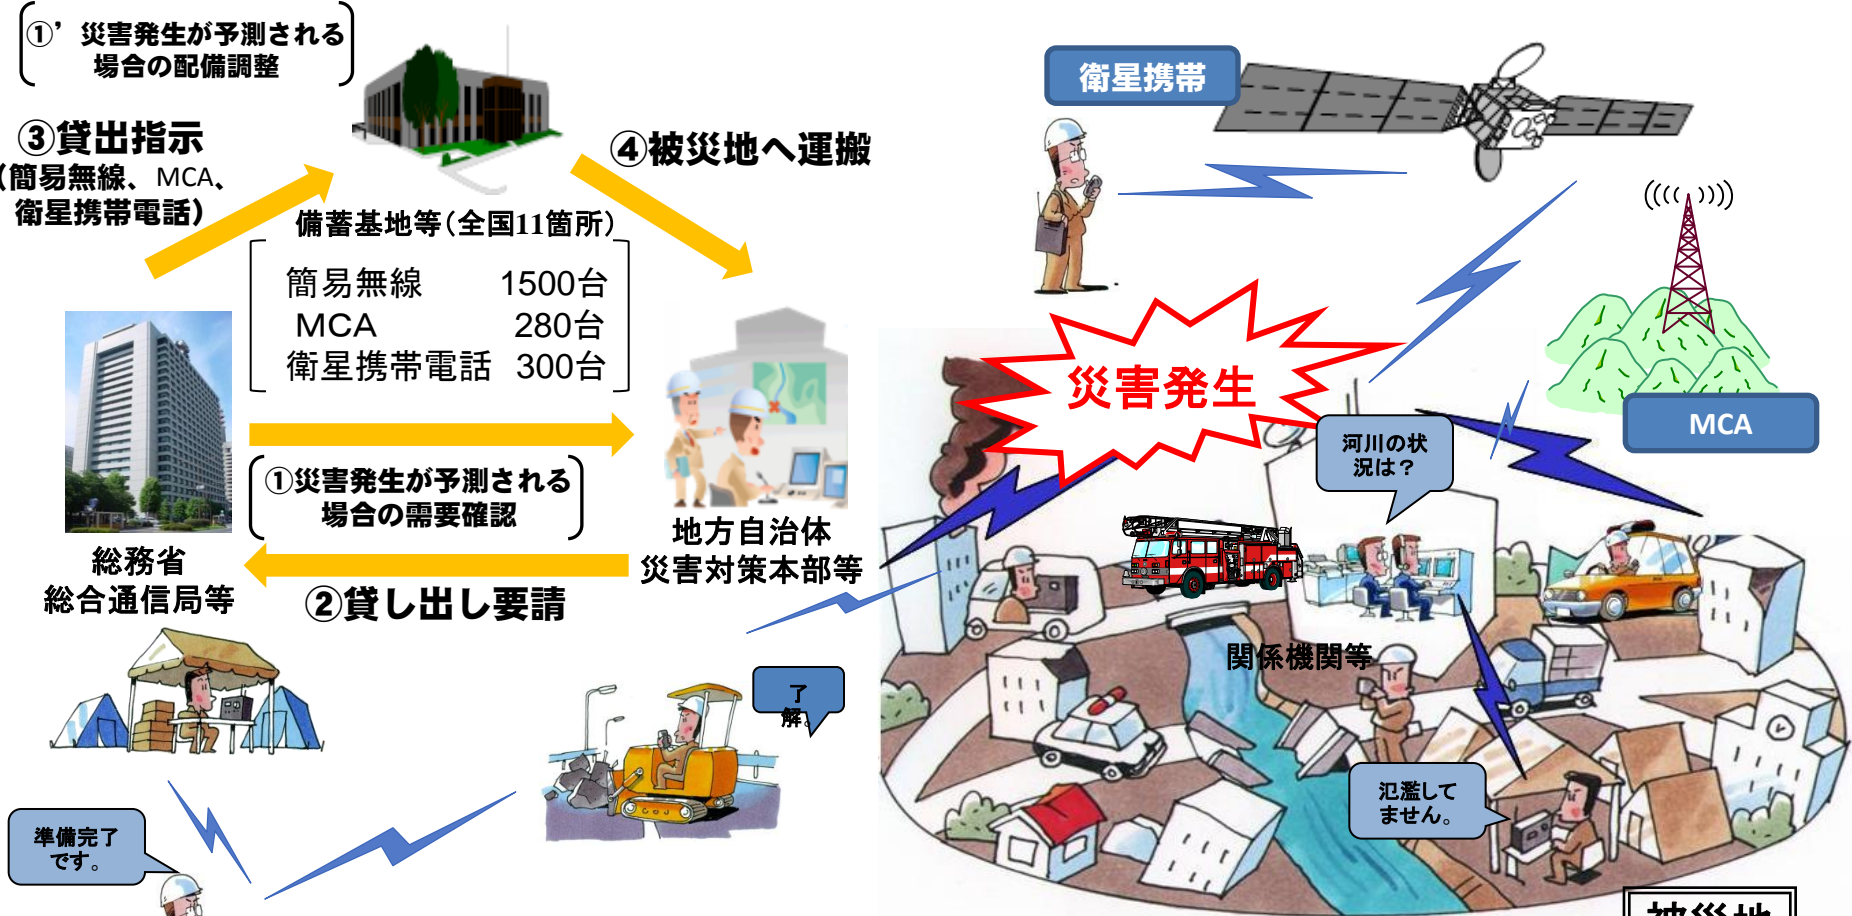 ①’災害発生が予測される
場合の配備調整
③貸出指示
（簡易無線、MCA、
衛星携帯電話）
④被災地へ運搬
備蓄基地等（全国11箇所）
簡易無線 1500台
MCA 280台
衛星携帯電話 300台
①災害発生が予測される
場合の需要確認
総務省
総合通信局等
②貸し出し要請
地方自治体
災害対策本部等
衛星携帯
MCA
災害発生
河川の状
況は？
関係機関等
了
解。
氾濫して
ません。
準備完了
です。
被災地